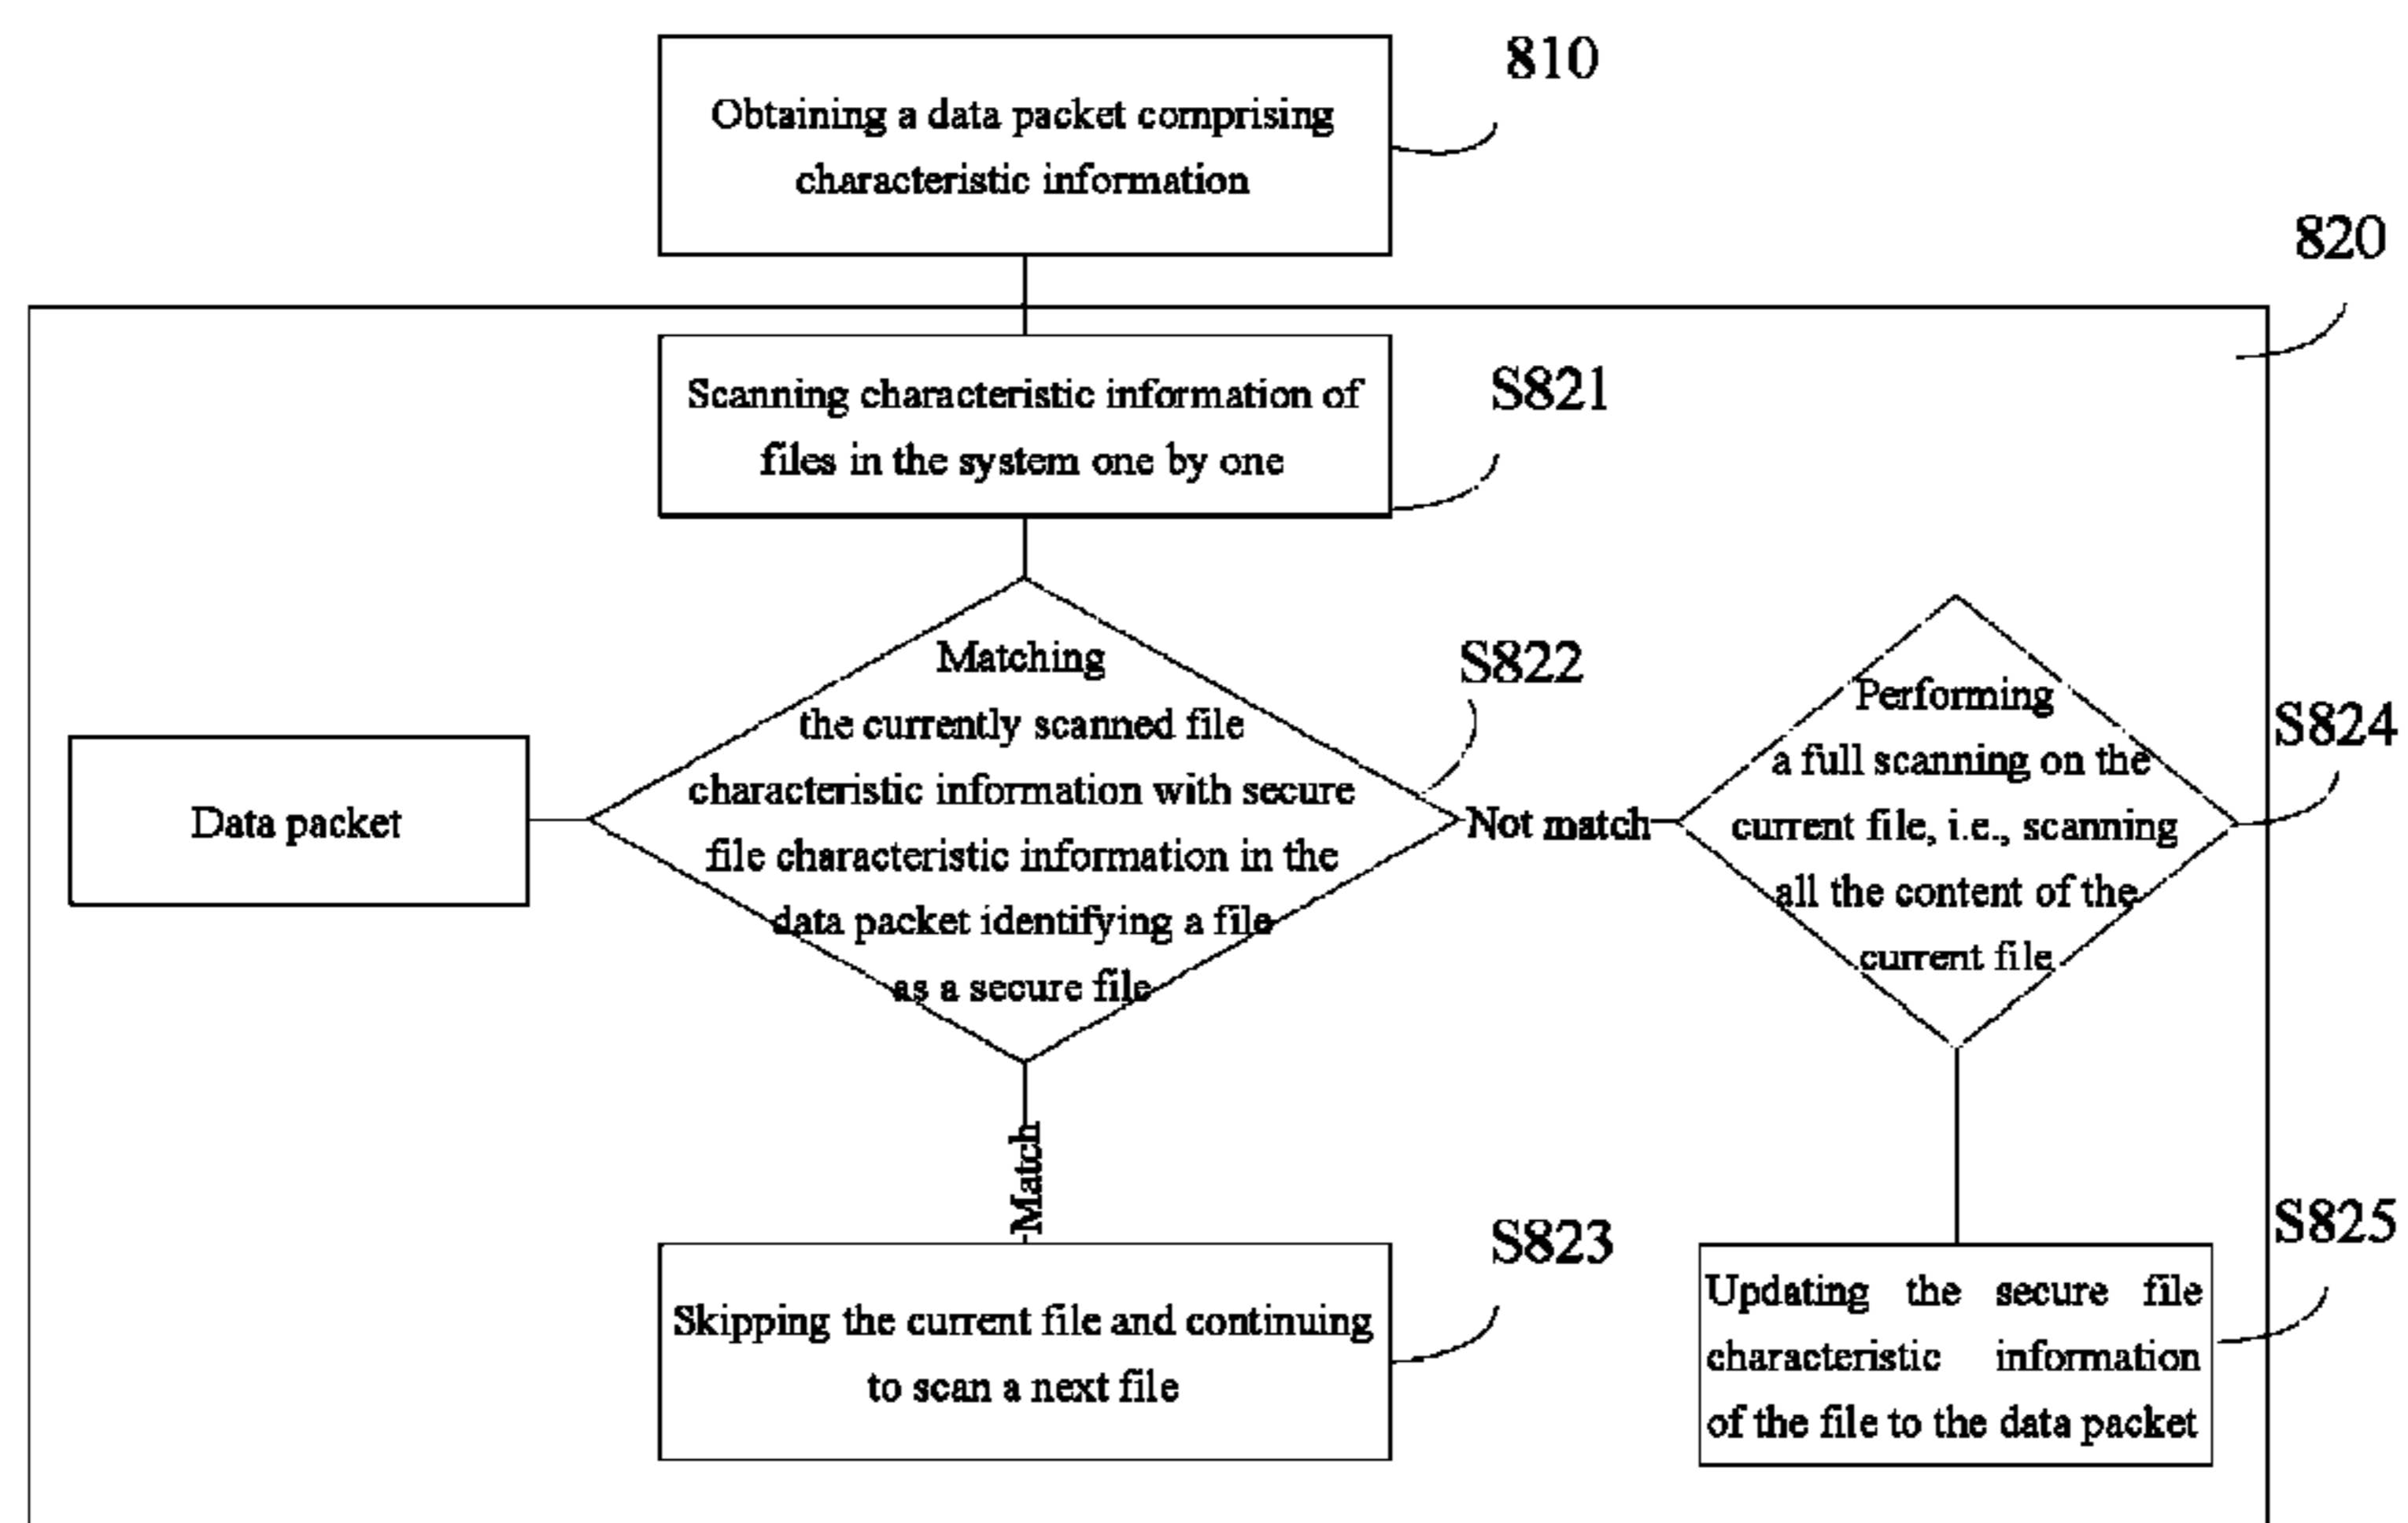 810
Obtaining a data packet comprising
characteristic information
820
Scanning characteristic information of
files in the system one by one
S821
Matching
the currently scanned file
characteristic information with secure
file characteristic information in the
data packet identifying a file
as a secure file
S822
Data packet
Not match
Performing
a full scanning on the
current file, i.e., scanning
all the content of the
current file
S824
Match
Skipping the current file and continuing
to scan a next file
S823
Updating the secure file
characteristic information
of the file to the data packet
S825